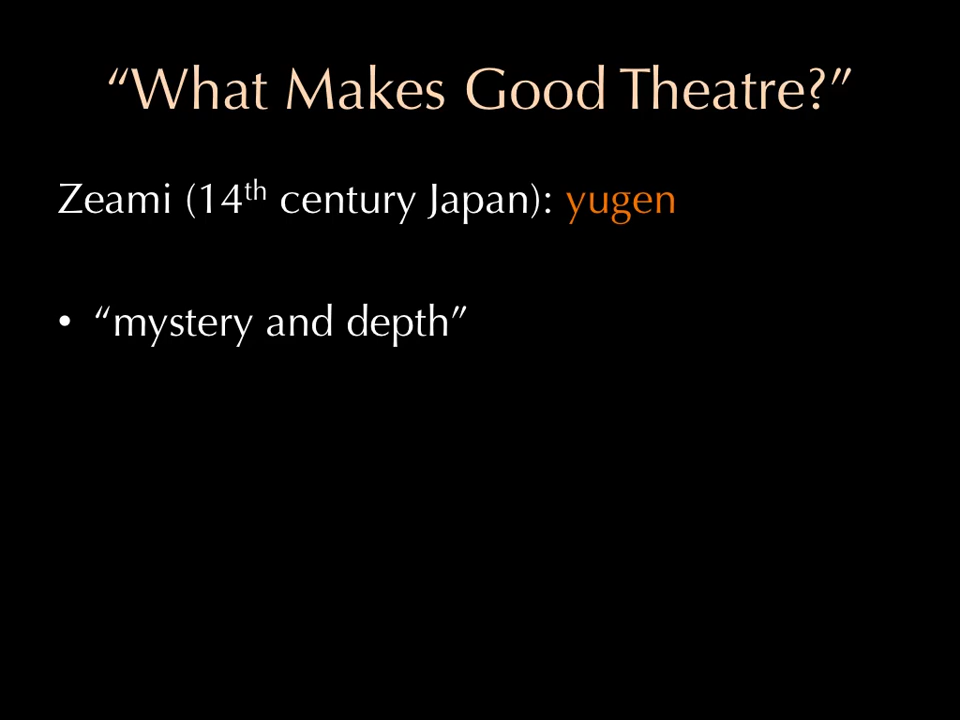 “What Makes Good Theatre?”
Zeami (14th century Japan): yugen
• “mystery and depth”